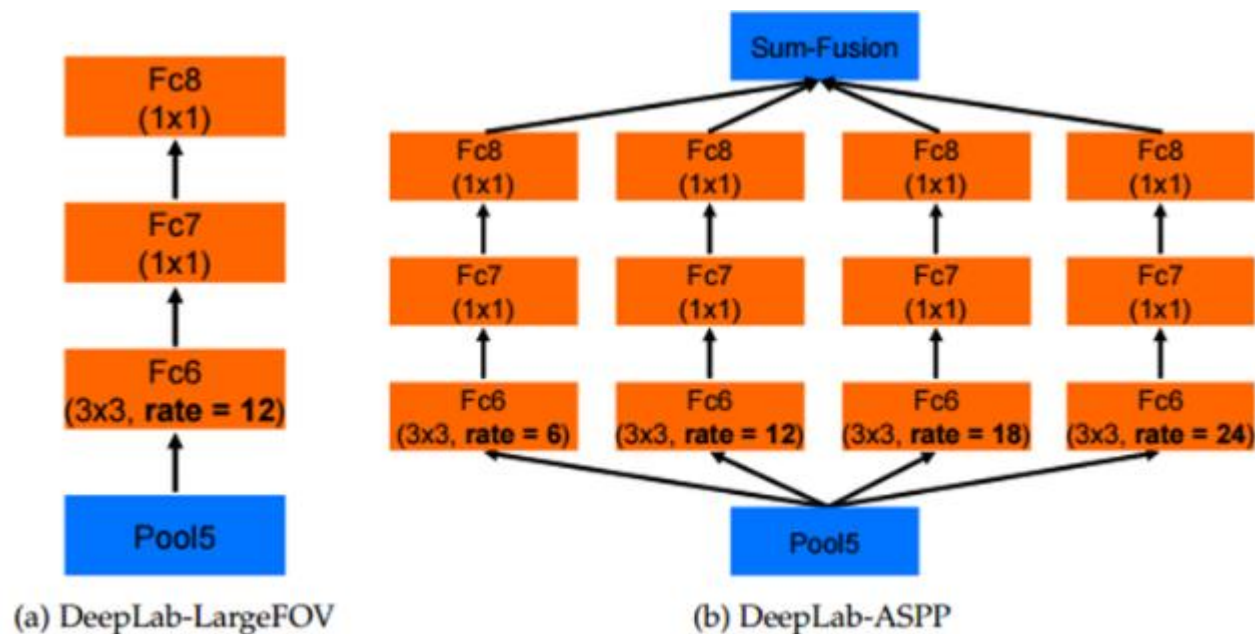 Fc8
(1x1)
Fc7
(1x1)
Fc6
(3x3, rate = 12)
Pool5
(a) DeepLab-LargeFOV
Sum-Fusion
Fc8
(1x1)
Fc8
(1x1)
Fc8
(1x1)
Fc8
(1x1)
Fc7
(1x1)
Fc7
(1x1)
Fc7
(1x1)
Fc7
(1x1)
Fc6
(3x3, rate = 6)
Fc6
(3x3, rate = 12)
Fc6
(3x3, rate = 18)
Fc6
(3x3, rate = 24)
Pool5
(b) DeepLab-ASPP